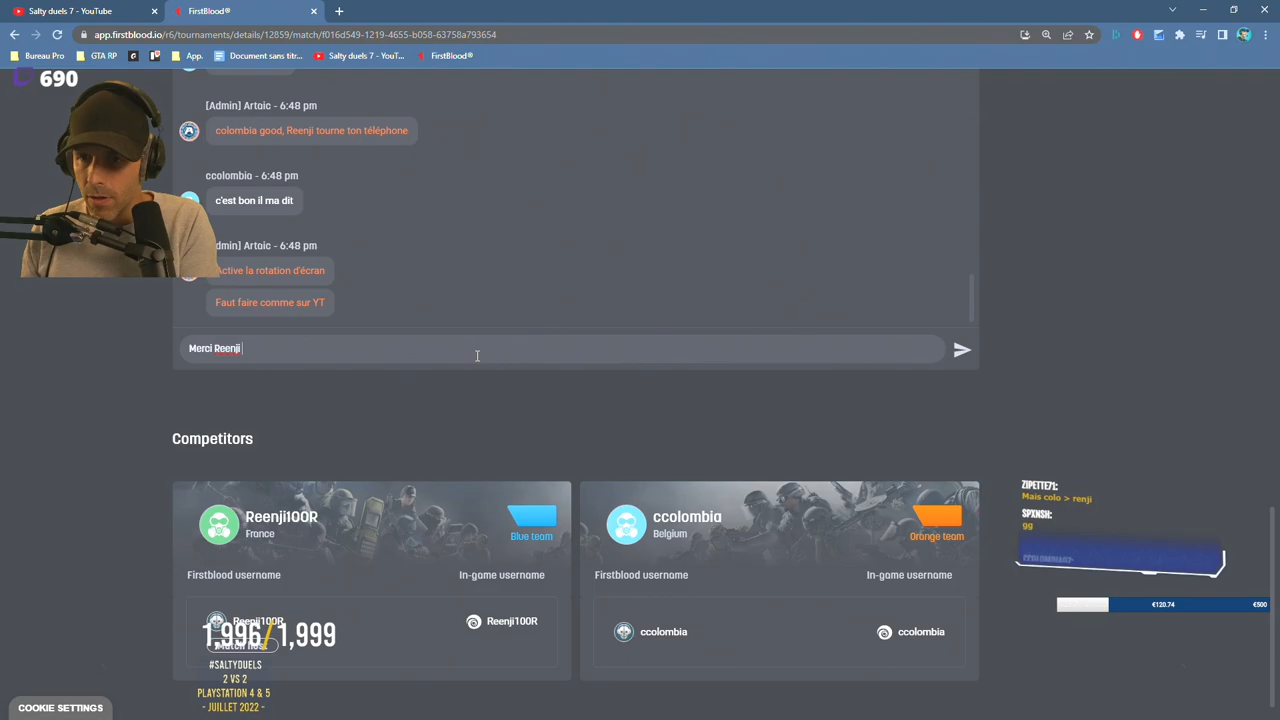 Salty duels 7 - YouTube
FirstBlood®
app.firstblood.io/r6/tournaments/details/12859/match/f016d549-1219-4655-b058-63758a793654
Bureau Pro
GTA RP
App.
Document sans titr...
Salty duels 7 - YouT...
FirstBlood®
690
[Admin] Artaic - 6:48 pm
colombia good, Reenji tourne ton téléphone
ccolombia - 6:48 pm
c'est bon il ma dit
dmin] Artaic - 6:48 pm
Active la rotation d'écran
Faut faire comme sur YT
Merci Reenji
Competitors
Reenji100R
France
Blue team
ccolombia
Belgium
Orange team
Firstblood username
In-game username
Firstblood username
In-game username
Reenji100R
Reenji100R
ccolombia
ccolombia
Match host
1,996/1,999
#SALTYDUELS
2 VS 2
PLAYSTATION 4 & 5
- JUILLET 2022 -
ZIPETTE71:
Mais colo > renji
SPXNSH:
gg
€120.74
€500
COOKIE SETTINGS